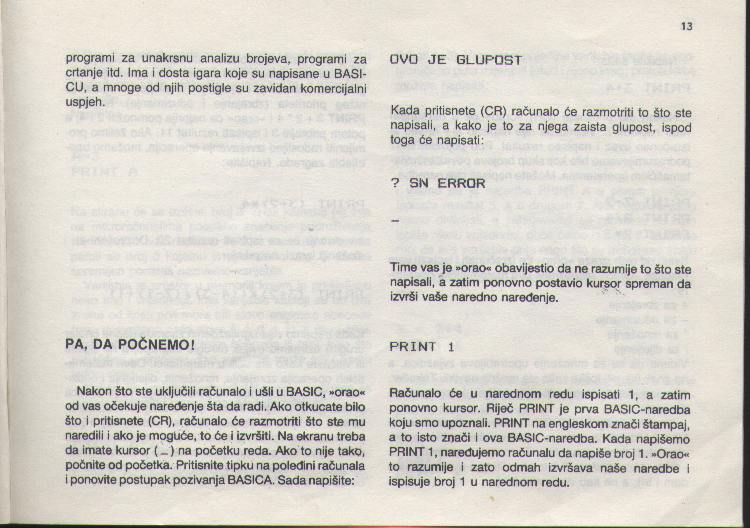 13
programi za unakrsnu analizu brojeva, programi za
crtanje itd. Ima i dosta igara koje su napisane u BASI-
CU, a mnoge od njih postigle su zavidan komercijalni
uspjeh.
PA, DA POČNEMO!
Nakon što ste uključili računalo i ušli u BASIC, »orao«
od vas očekuje naređenje šta da radi. Ako otkucate bilo
što i pritisnete (CR), računalo će razmotriti što ste mu
naredili i ako je moguće, to će i izvršiti. Na ekranu treba
da imate kursor ( _ ) na početku reda. Ako to nije tako,
počnite od početka. Pritisnite tipku na poleđini računala
i ponovite postupak pozivanja BASICA. Sada napišite:
OVO JE GLUPOST
Kada pritisnete (CR) računalo će razmotriti to što ste
napisali, a kako je to za njega zaista glupost, ispod
toga će napisati:
? SN ERROR
_
Time vas je »orao« obavijestio da ne razumije to što ste
napisali, a zatim ponovno postavio kursor spreman da
izvrši vaše naredno naređenje.
PRINT 1
Računalo će u narednom redu ispisati 1, a zatim
ponovno kursor. Riječ PRINT je prva BASIC-naredba
koju smo upoznali. PRINT na engleskom znači štampaj,
a to isto znači i ova BASIC-naredba. Kada napišemo
PRINT 1, naređujemo računalu da napiše broj 1. »Orao«
to razumije i zato odmah izvršava naše naredbe i
ispisuje broj 1 u narednom redu.